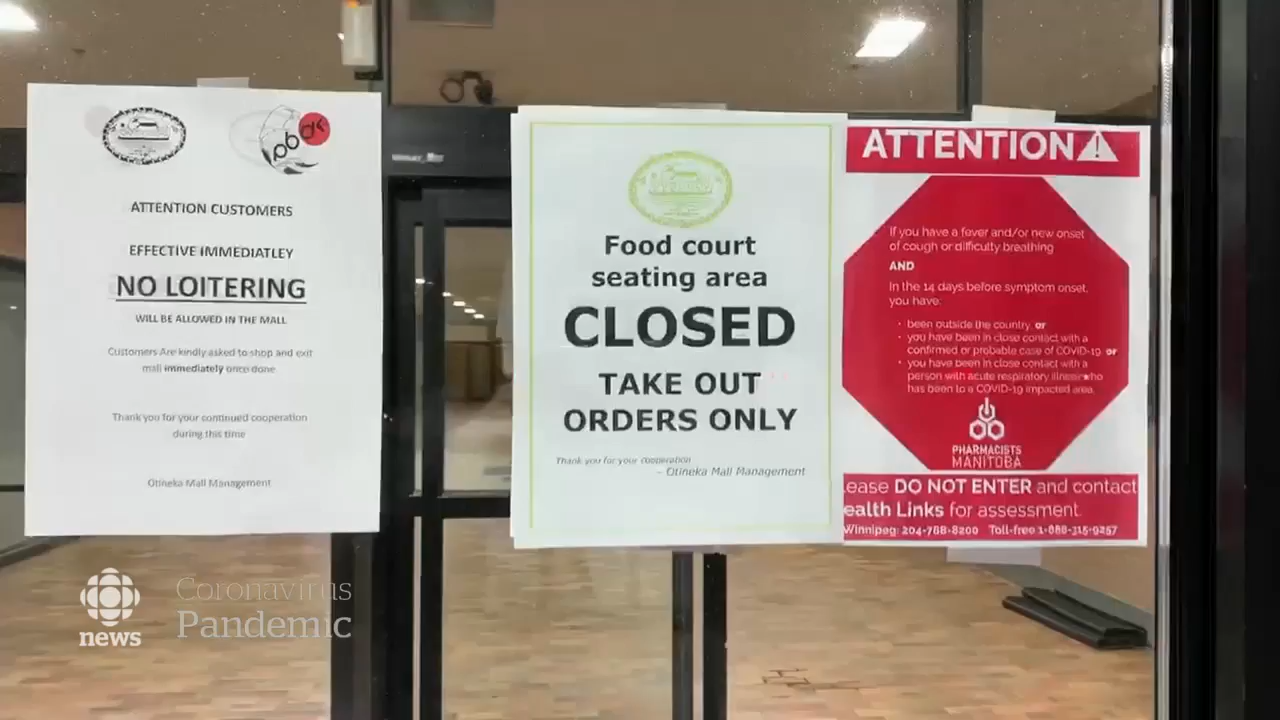 ATTENTION CUSTOMERS
EFFECTIVE IMMEDIATLEY
NO LOITERING
WILL BE ALLOWED IN THE MALL
Customers Are kindly asked to shop and exit
mall immediately once done
Thank you for your continued cooperation
during this time
Otineka Mall Management
Food court
seating area
CLOSED
TAKE OUT
ORDERS ONLY
Thank you for your cooperation
– Otineka Mall Management
ATTENTION
If you have a fever and/or new onset
of cough or difficulty breathing
AND
In the 14 days before symptom onset,
you have:
• been outside the country, or
• you have been in close contact with a
confirmed or probable case of COVID-19, or
• you have been in close contact with a
person with acute respiratory illness who
has been to a COVID-19 impacted area.
PHARMACISTS
MANITOBA
lease DO NOT ENTER and contact
ealth Links for assessment.
Winnipeg: 204-788-8200 Toll-free 1-888-315-9257
news
Coronavirus
Pandemic